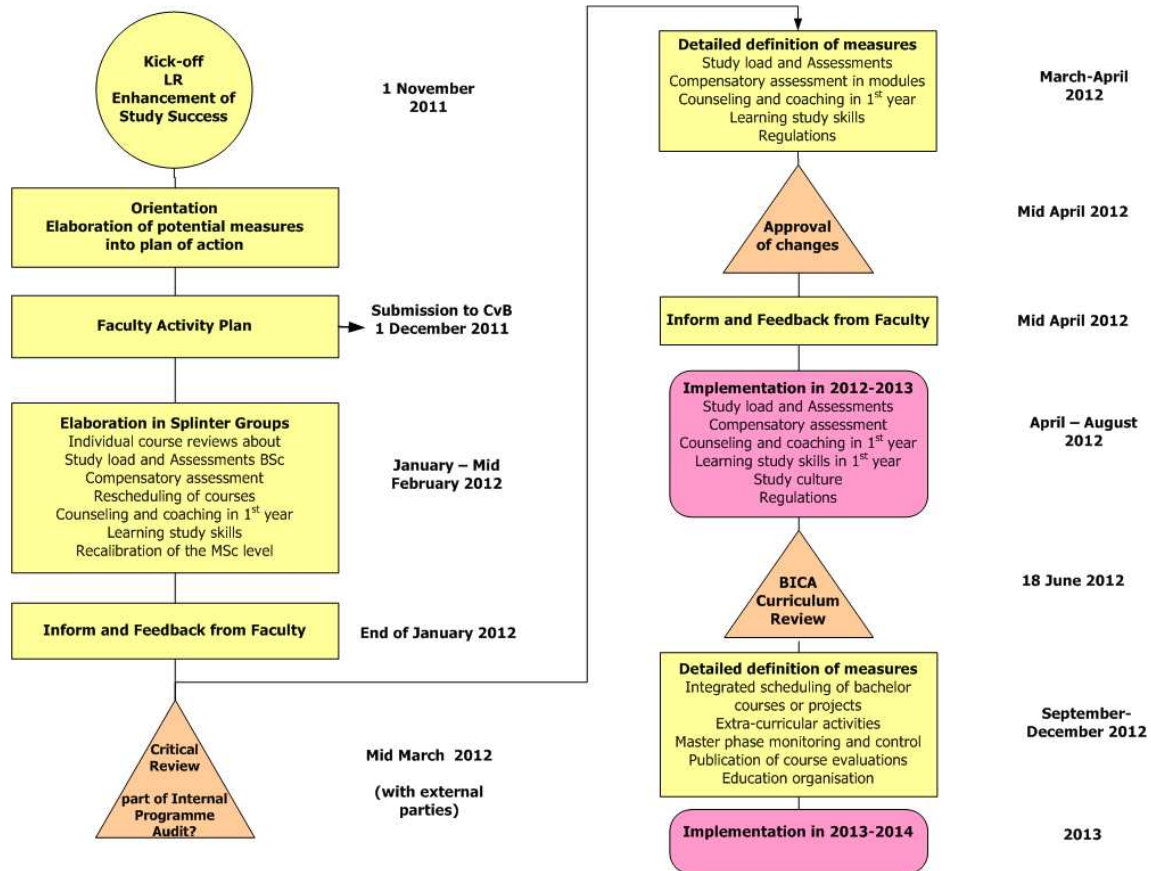 Kick-off
LR
Enhancement of
Study Success
1 November
2011
Orientation
Elaboration of potential measures
into plan of action
Faculty Activity Plan
Submission to CvB
1 December 2011
Elaboration in Splinter Groups
Individual course reviews about
Study load and Assessments BSc
Compensatory assessment
Rescheduling of courses
Counseling and coaching in 1st year
Learning study skills
Recalibration of the MSc level
January – Mid
February 2012
Inform and Feedback from Faculty
End of January 2012
Critical
Review
part of Internal
Programme
Audit?
Mid March 2012
(with external
parties)
Detailed definition of measures
Study load and Assessments
Compensatory assessment in modules
Counseling and coaching in 1st year
Learning study skills
Regulations
March-April
2012
Approval
of changes
Mid April 2012
Inform and Feedback from Faculty
Mid April 2012
Implementation in 2012-2013
Study load and Assessments
Compensatory assessment
Counseling and coaching in 1st year
Learning study skills in 1st year
Study culture
Regulations
April – August
2012
BICA
Curriculum
Review
18 June 2012
Detailed definition of measures
Integrated scheduling of bachelor
courses or projects
Extra-curricular activities
Master phase monitoring and control
Publication of course evaluations
Education organisation
September-
December 2012
Implementation in 2013-2014
2013